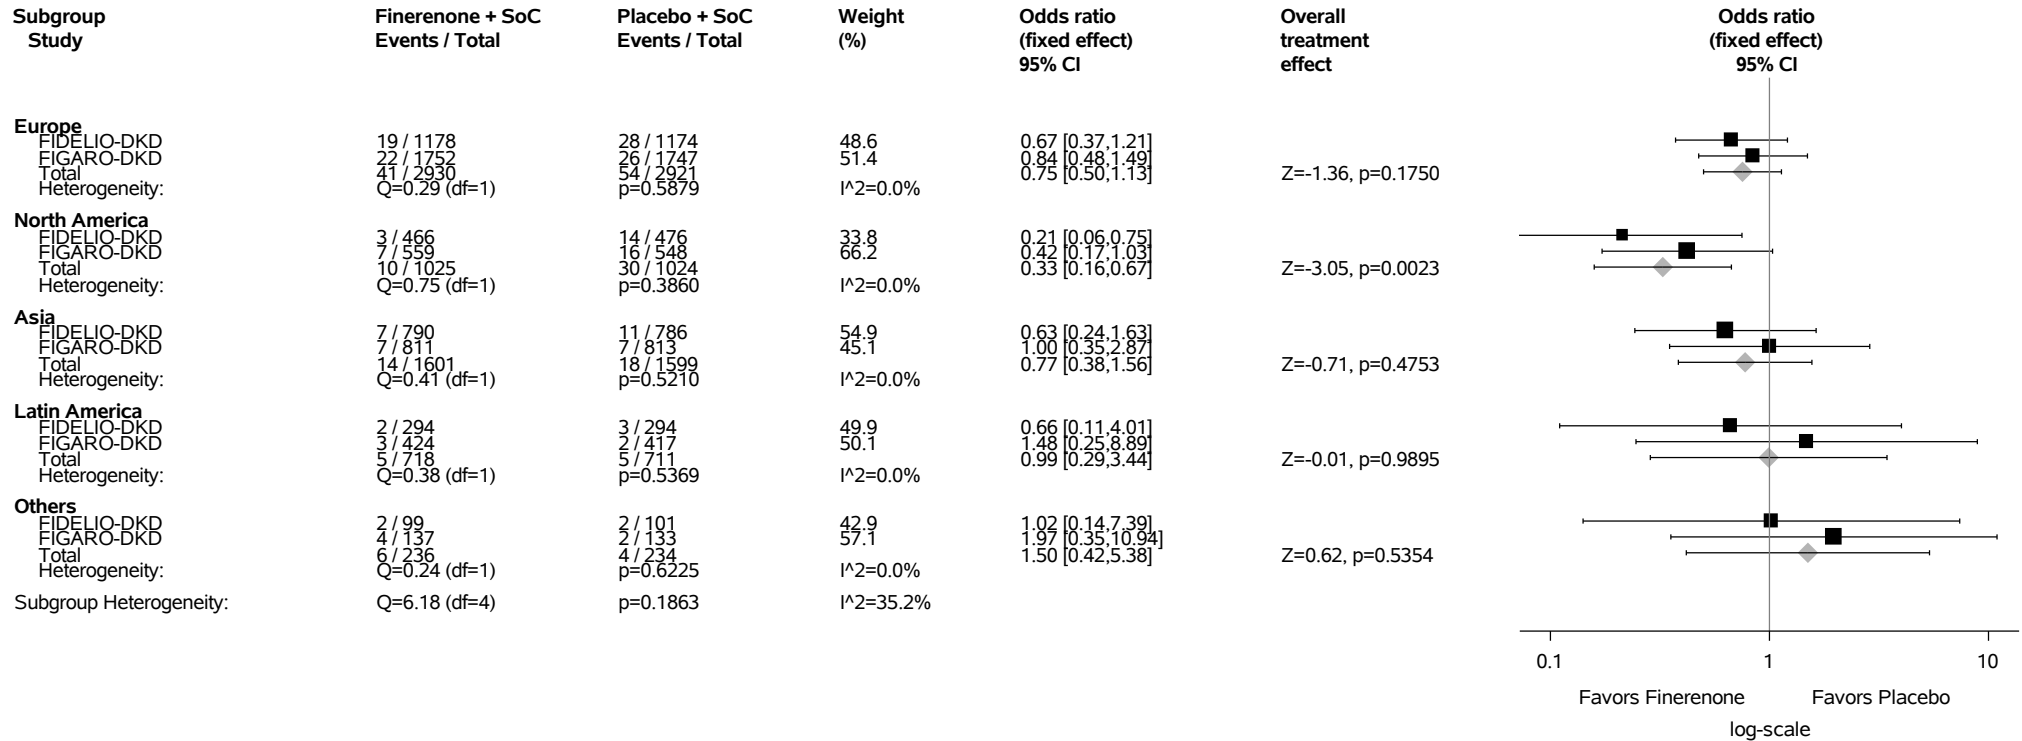 Subgroup Finerenone + SoC Placebo + SoC Weight Odds ratio Overall Odds ratio
Study Events / Total Events / Total (%) (fixed effect) treatment (fixed effect)
95% CI effect 95% CI
Europe
FIDELIO-DKD 19 / 1178 28 / 1174 48.6 0.67 [0.37,1.21]
FIGARO-DKD 22 / 1752 26 / 1747 51.4 0.84 [0.48,1.49]
Total 41 / 2930 54 / 2921 0.75 [0.50,1.13] Z=-1.36, p=0.1750
Heterogeneity: Q=0.29 (df=1) p=0.5879 I^2=0.0%
North America
FIDELIO-DKD 3 / 466 14 / 476 33.8 0.21 [0.06,0.75]
FIGARO-DKD 7 / 559 16 / 548 66.2 0.42 [0.17,1.03]
Total 10 / 1025 30 / 1024 0.33 [0.16,0.67] Z=-3.05, p=0.0023
Heterogeneity: Q=0.75 (df=1) p=0.3860 I^2=0.0%
Asia
FIDELIO-DKD 7 / 790 11 / 786 54.9 0.63 [0.24,1.63]
FIGARO-DKD 7 / 811 7 / 813 45.1 1.00 [0.35,2.87]
Total 14 / 1601 18 / 1599 0.77 [0.38,1.56] Z=-0.71, p=0.4753
Heterogeneity: Q=0.41 (df=1) p=0.5210 I^2=0.0%
Latin America
FIDELIO-DKD 2 / 294 3 / 294 49.9 0.66 [0.11,4.01]
FIGARO-DKD 3 / 424 2 / 417 50.1 1.48 [0.25,8.89]
Total 5 / 718 5 / 711 0.99 [0.29,3.44] Z=-0.01, p=0.9895
Heterogeneity: Q=0.38 (df=1) p=0.5369 I^2=0.0%
Others
FIDELIO-DKD 2 / 99 2 / 101 42.9 1.02 [0.14,7.39]
FIGARO-DKD 4 / 137 2 / 133 57.1 1.97 [0.35,10.94]
Total 6 / 236 4 / 234 1.50 [0.42,5.38] Z=0.62, p=0.5354
Heterogeneity: Q=0.24 (df=1) p=0.6225 I^2=0.0%
Subgroup Heterogeneity: Q=6.18 (df=4) p=0.1863 I^2=35.2%
0.1 1 10
Favors Finerenone Favors Placebo
log-scale